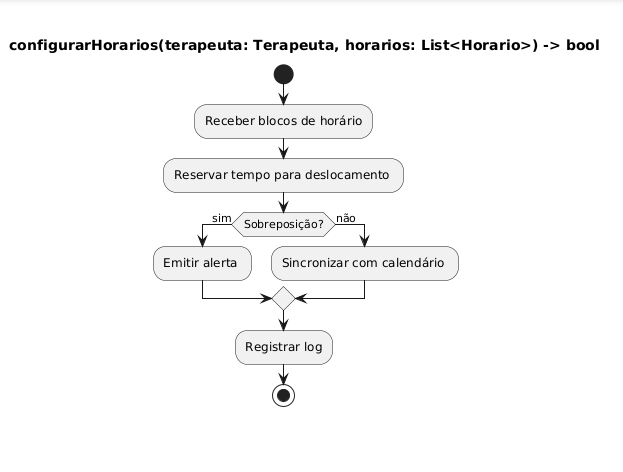 configurarHorarios(terapeuta: Terapeuta, horarios: List<Horario>) -> bool
Receber blocos de horário
Reservar tempo para deslocamento
sim
Sobreposição?
não
Emitir alerta
Sincronizar com calendário
Registrar log